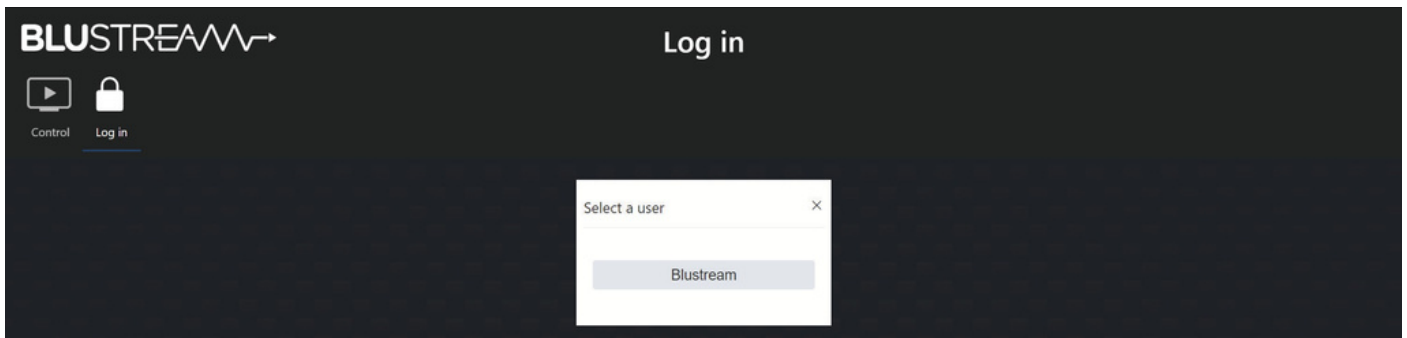 BLUSTREAM
Log in
Control
Log in
Select a user
Blustream